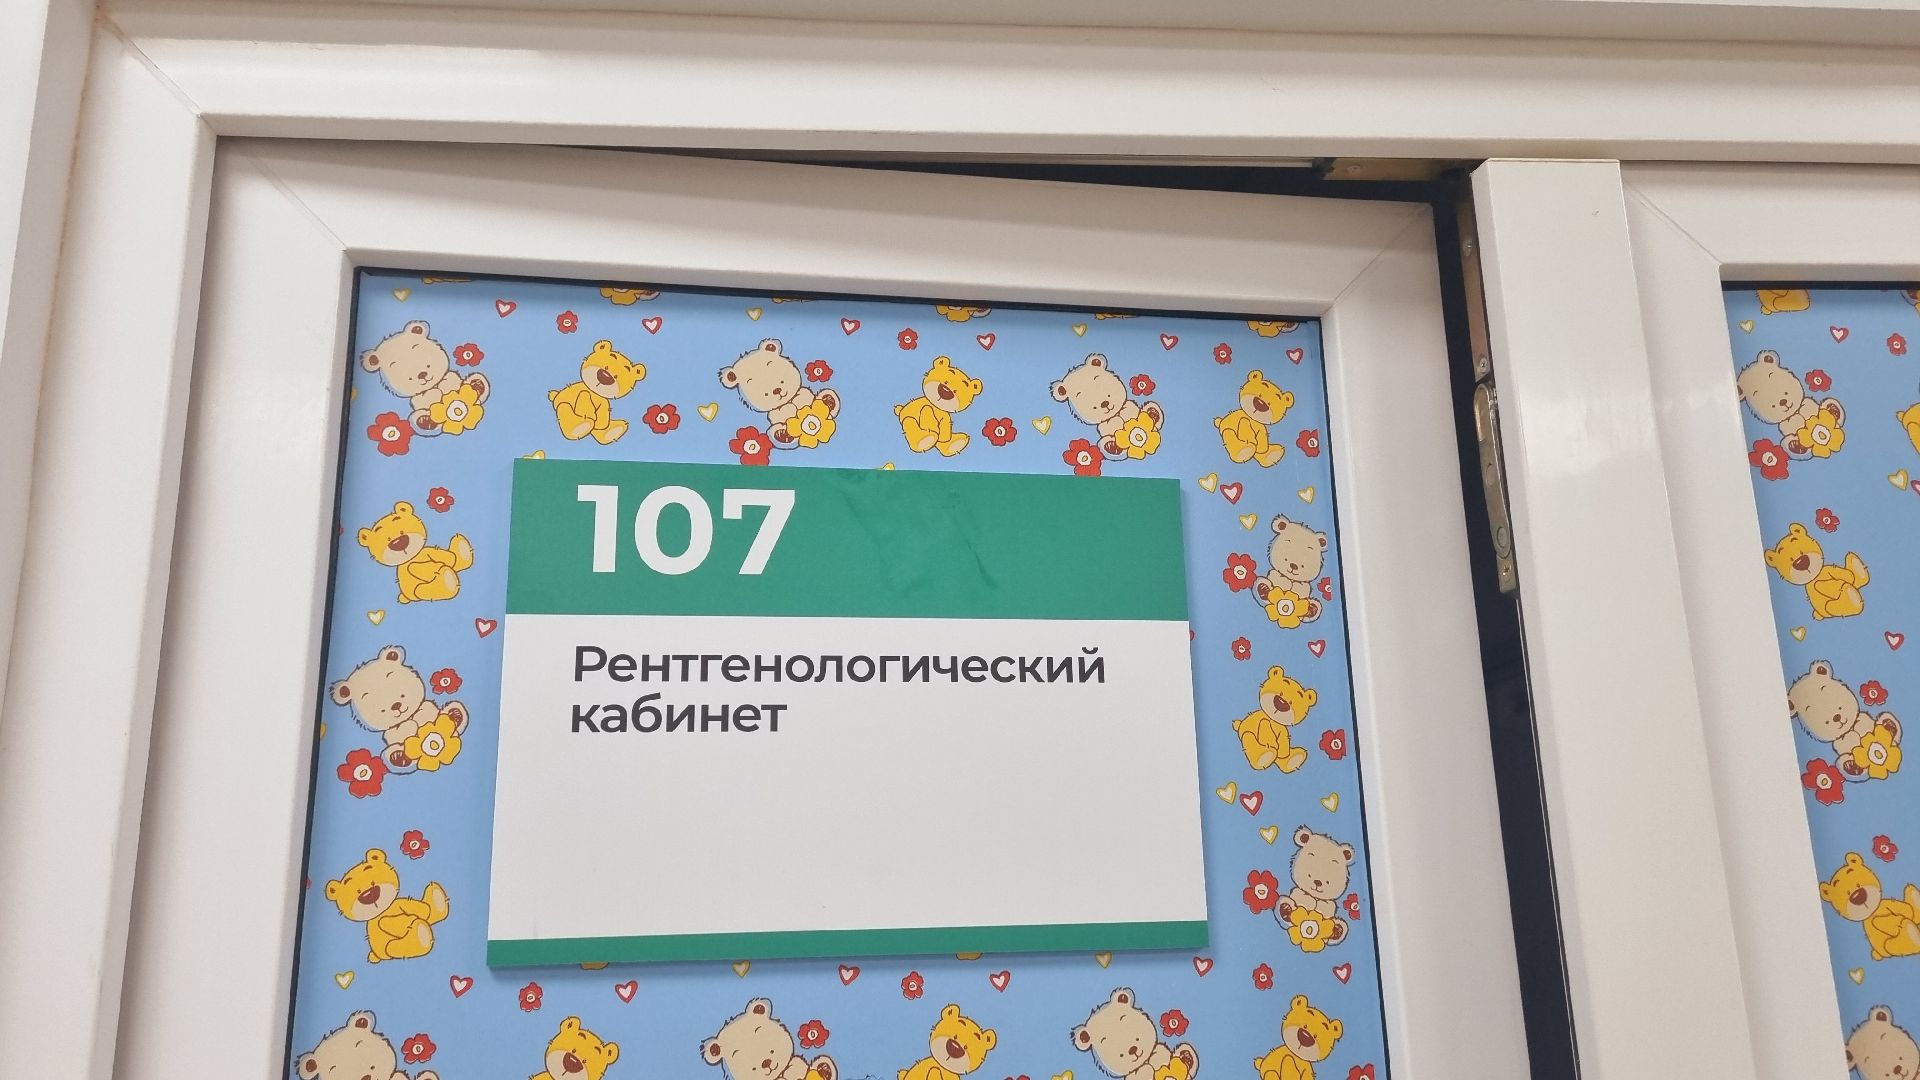 107
Рентгенологический
кабинет